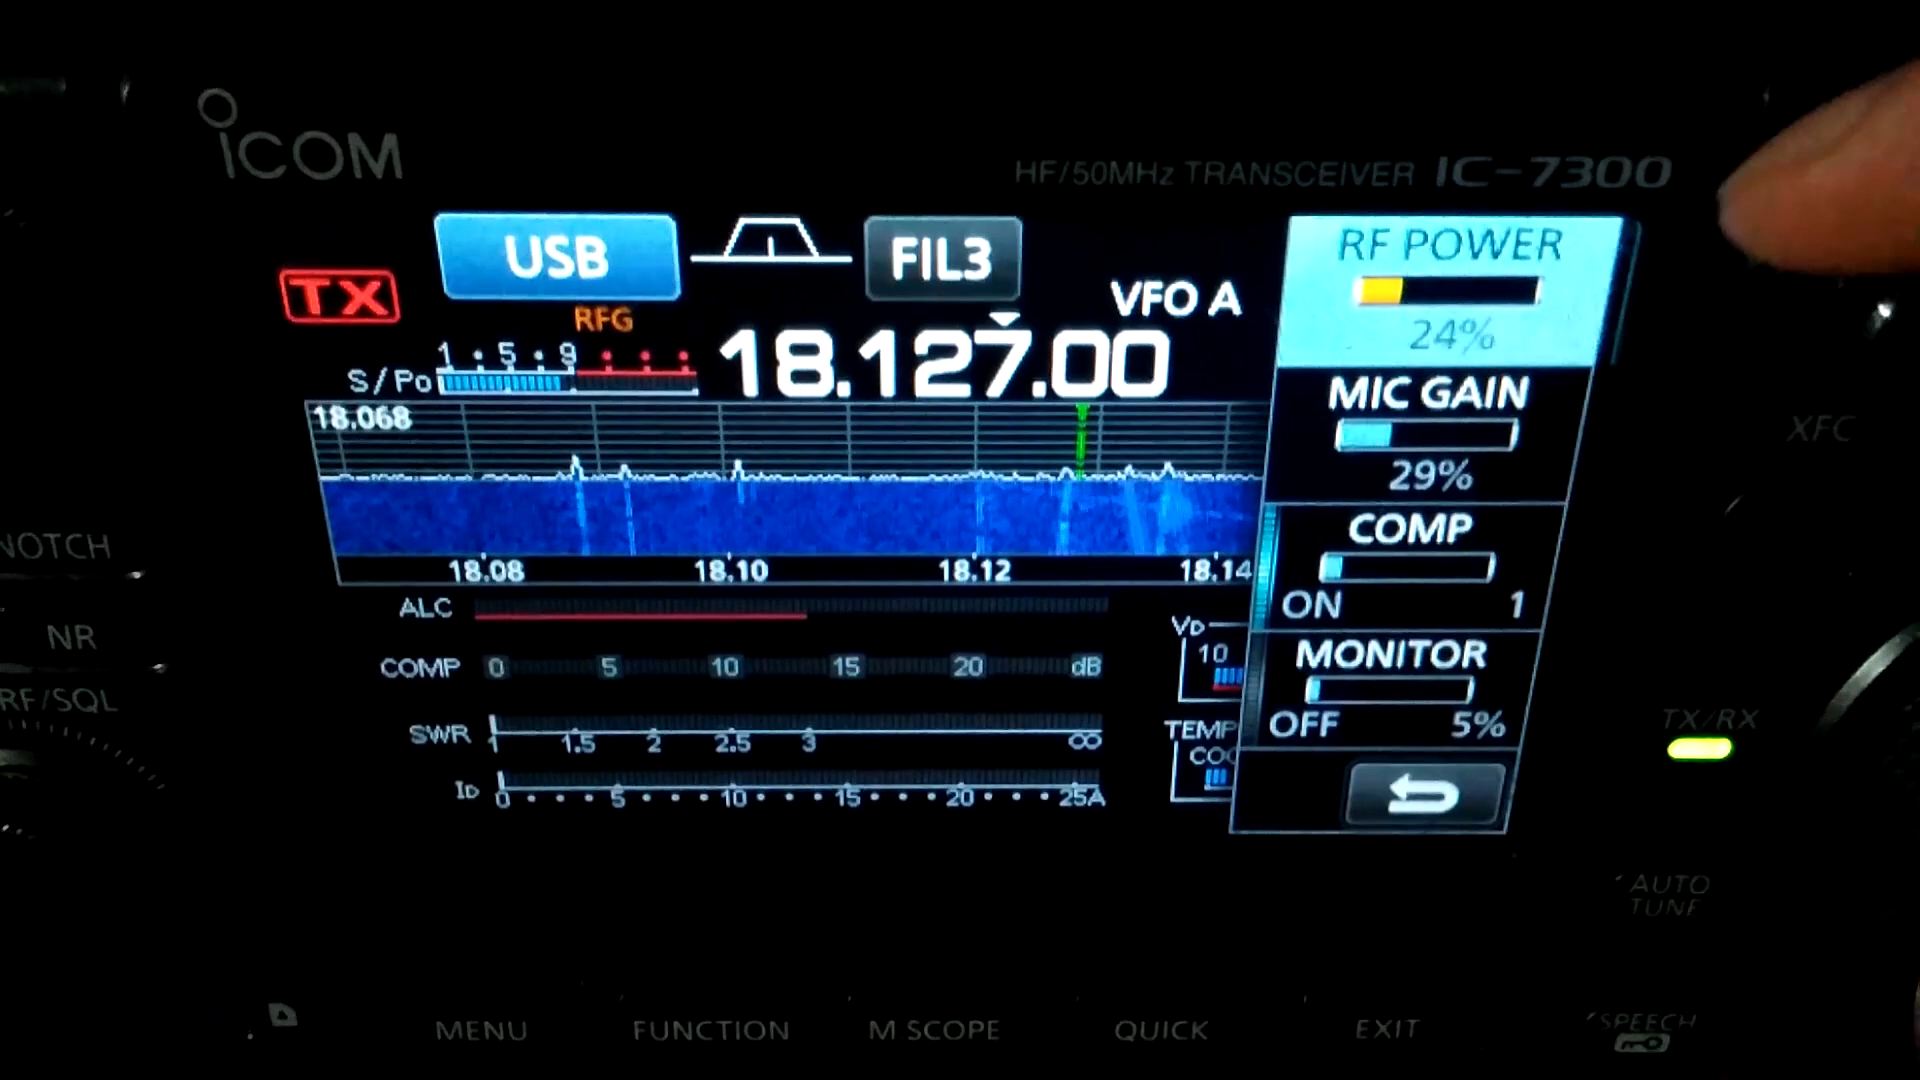 ICOM
HF/50MHz TRANSCEIVER IC-7300
USB
FIL3
TX
RFG
VFO A
1 • 5 • 9
S/Po
18.127.00
RF POWER
24%
MIC GAIN
29%
COMP
ON 1
MONITOR
OFF 5%
18.068
18.08 18.10 18.12 18.14
ALC
COMP 0 5 10 15 20 dB
SWR 1 1.5 2 2.5 3 ∞
ID 0 5 10 15 20 25A
VD
10
TEMP
NOTCH
NR
RF/SQL
XFC
TX/RX
AUTO
TUNE
MENU FUNCTION M SCOPE QUICK EXIT SPEECH